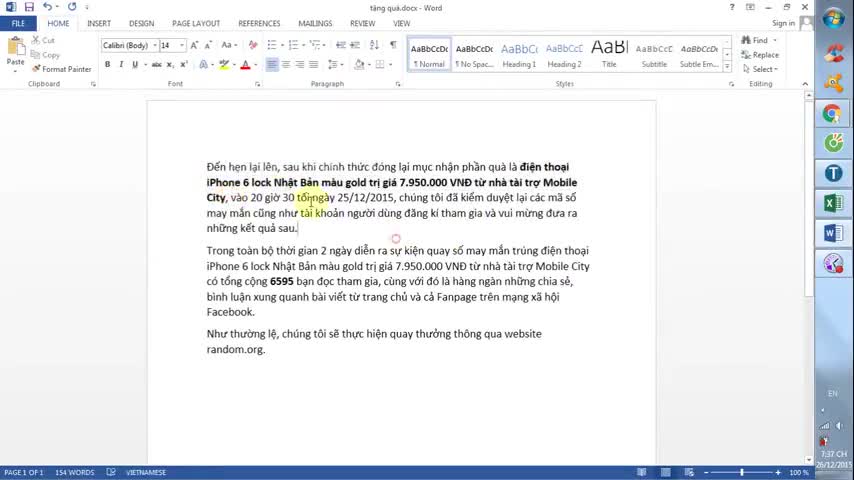 tặng quà.docx - Word
FILE HOME INSERT DESIGN PAGE LAYOUT REFERENCES MAILINGS REVIEW VIEW Sign in
Cut
Copy
Format Painter
Paste
Calibri (Body) 14
Clipboard Font Paragraph Styles Editing
AaBbCcDc AaBbCcDc AaBbC AaBbCcC AaBl AaBbCcC AaBbCcDc
¶ Normal ¶ No Spac... Heading 1 Heading 2 Title Subtitle Subtle Em...
Find
Replace
Select
Đến hẹn lại lên, sau khi chính thức đóng lại mục nhận phần quà là điện thoại
iPhone 6 lock Nhật Bản màu gold trị giá 7.950.000 VNĐ từ nhà tài trợ Mobile
City, vào 20 giờ 30 tối ngày 25/12/2015, chúng tôi đã kiểm duyệt lại các mã số
may mắn cũng như tài khoản người dùng đăng kí tham gia và vui mừng đưa ra
những kết quả sau.
Trong toàn bộ thời gian 2 ngày diễn ra sự kiện quay số may mắn trúng điện thoại
iPhone 6 lock Nhật Bản màu gold trị giá 7.950.000 VNĐ từ nhà tài trợ Mobile City
có tổng cộng 6595 bạn đọc tham gia, cùng với đó là hàng ngàn những chia sẻ,
bình luận xung quanh bài viết từ trang chủ và cả Fanpage trên mạng xã hội
Facebook.
Như thường lệ, chúng tôi sẽ thực hiện quay thưởng thông qua website
random.org.
PAGE 1 OF 1 154 WORDS VIETNAMESE 100 %
BEN DUNG
7:37 CH
26/12/2015